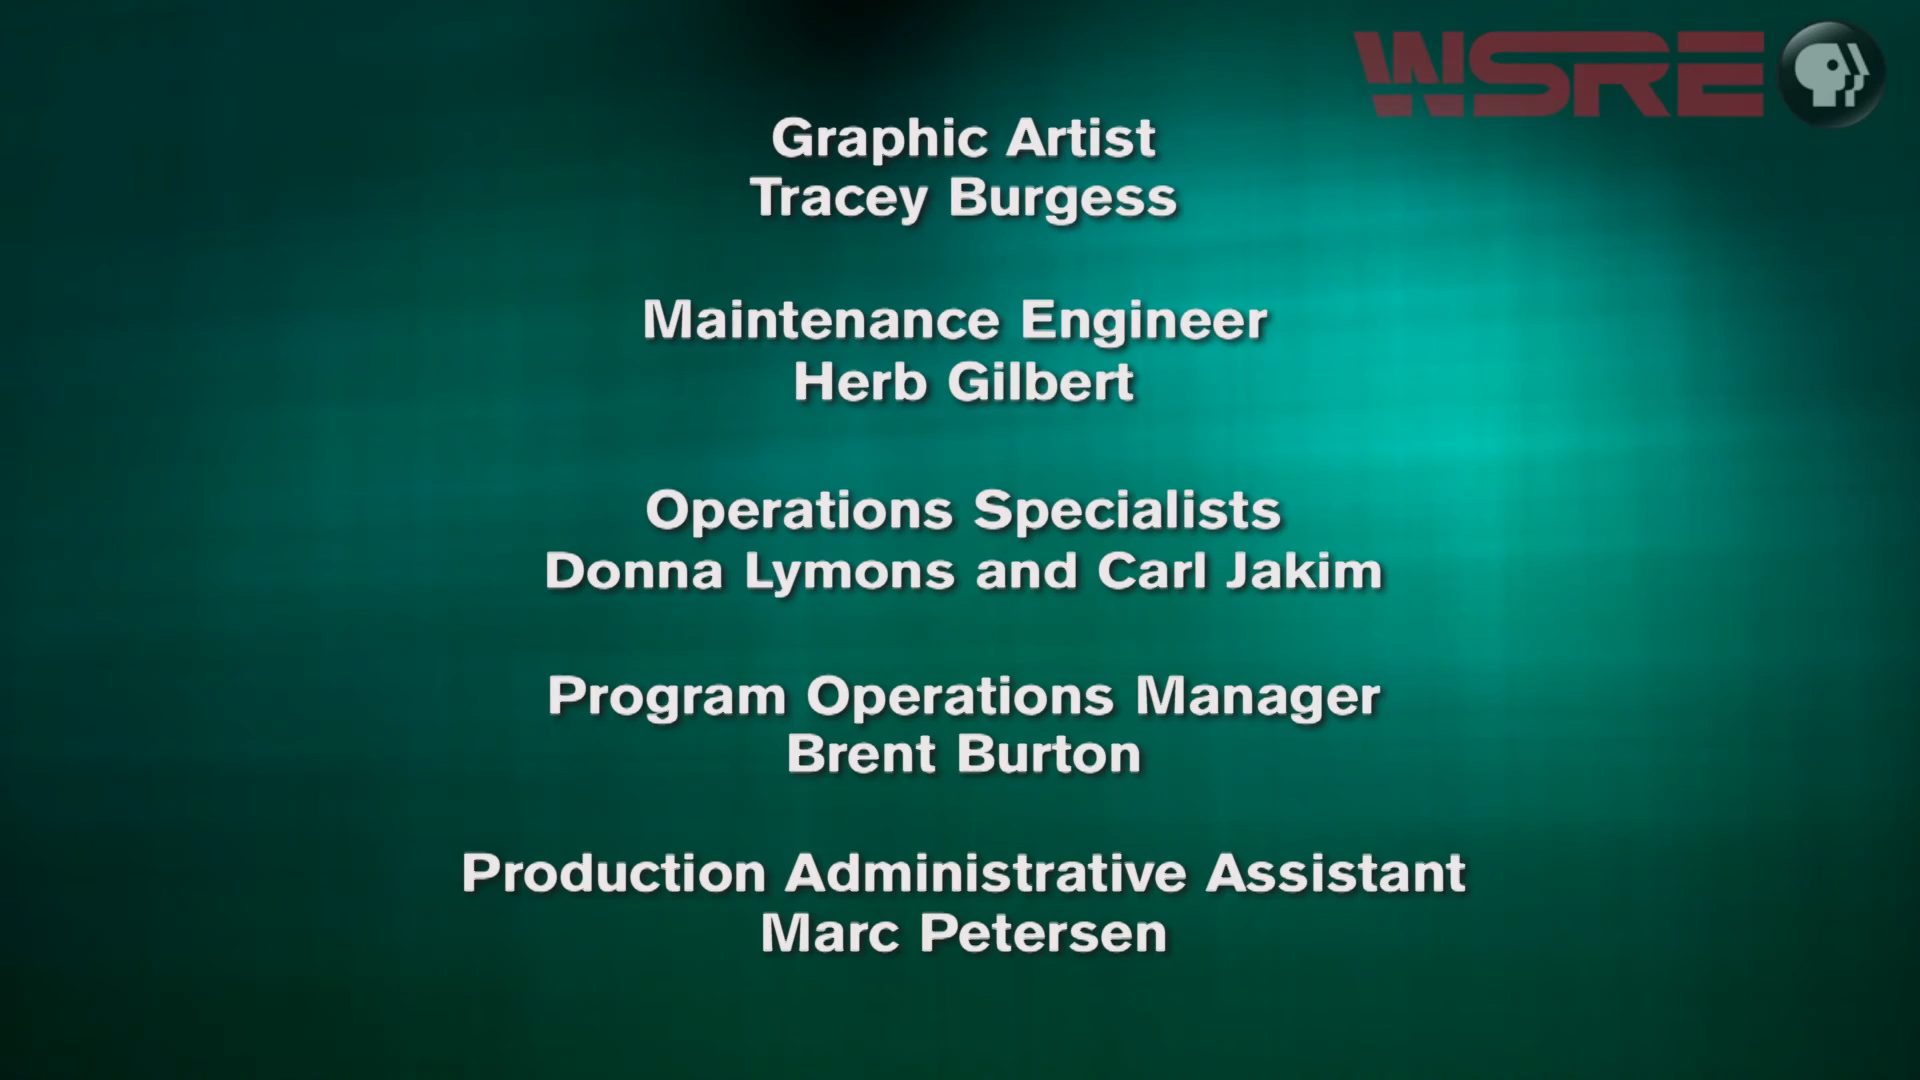 WSRE
Graphic Artist
Tracey Burgess
Maintenance Engineer
Herb Gilbert
Operations Specialists
Donna Lymons and Carl Jakim
Program Operations Manager
Brent Burton
Production Administrative Assistant
Marc Petersen